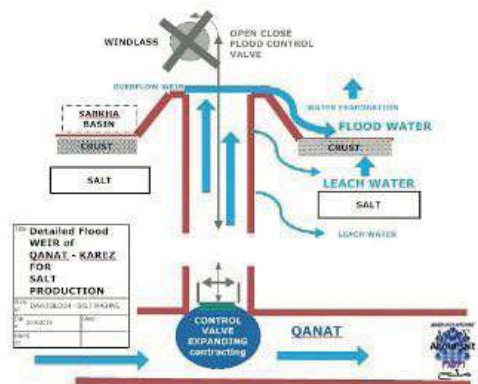 WINDLASS
OPEN CLOSE
FLOOD CONTROL
VALVE
OVERFLOW WEIR
WATER EVAPORATION
SABKHA
BASIN
FLOOD WATER
CRUST
CRUST
LEACH WATER
SALT
SALT
LEACH WATER
Title
Detailed Flood
WEIR of
QANAT - KAREZ
FOR
SALT
PRODUCTION
CONTROL
VALVE
EXPANDING
contracting
QANAT